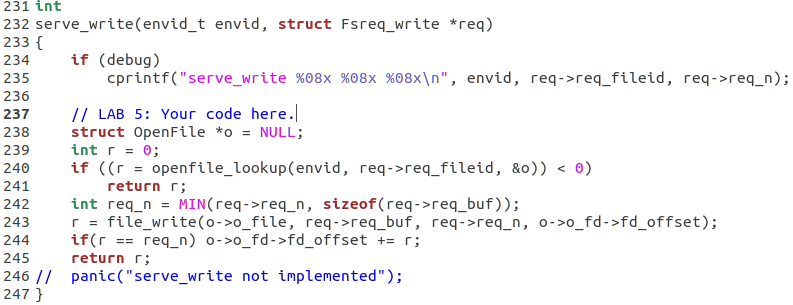 231 int
232 serve_write(envid_t envid, struct Fsreq_write *req)
233 {
234     if (debug)
235         cprintf("serve_write %08x %08x %08x\n", envid, req->req_fileid, req->req_n);
236
237     // LAB 5: Your code here.
238     struct OpenFile *o = NULL;
239     int r = 0;
240     if ((r = openfile_lookup(envid, req->req_fileid, &o)) < 0)
241         return r;
242     int req_n = MIN(req->req_n, sizeof(req->req_buf));
243     r = file_write(o->o_file, req->req_buf, req->req_n, o->o_fd->fd_offset);
244     if(r == req_n) o->o_fd->fd_offset += r;
245     return r;
246 //  panic("serve_write not implemented");
247 }